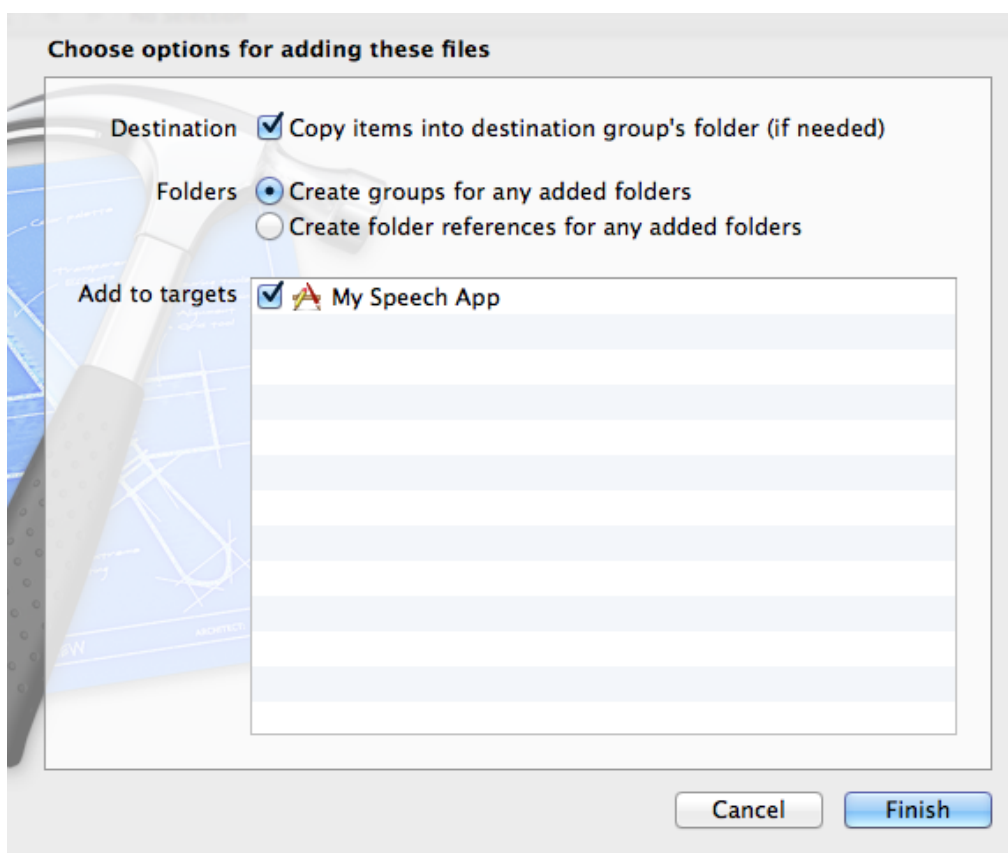 Choose options for adding these files
Destination Copy items into destination group's folder (if needed)
Folders Create groups for any added folders
Create folder references for any added folders
Add to targets My Speech App
Cancel Finish